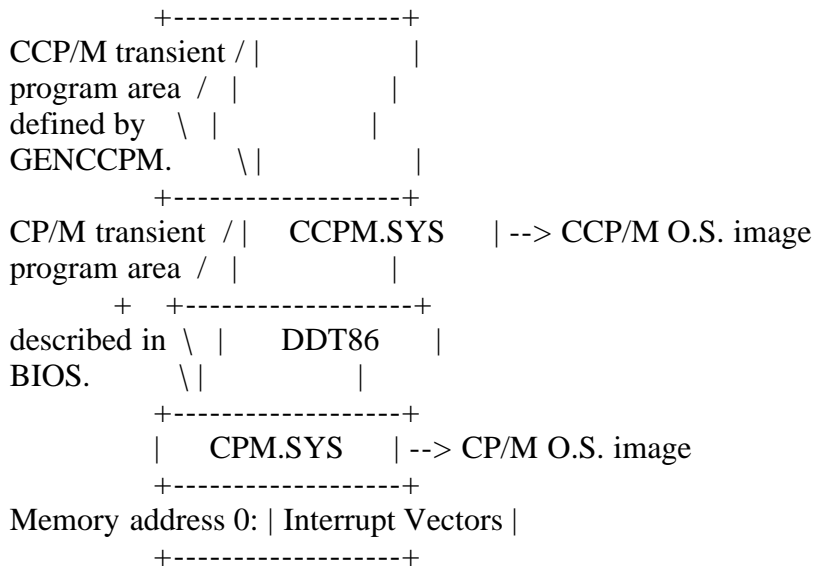 +-------------------+
CCP/M transient / | |
program area / | |
defined by \ | |
GENCCPM. \ | |
+-------------------+
CP/M transient / | CCPM.SYS | --> CCP/M O.S. image
program area / | |
+ +-------------------+
described in \ | DDT86 |
BIOS. \ | |
+-------------------+
| CPM.SYS | --> CP/M O.S. image
+-------------------+
Memory address 0: | Interrupt Vectors |
+-------------------+